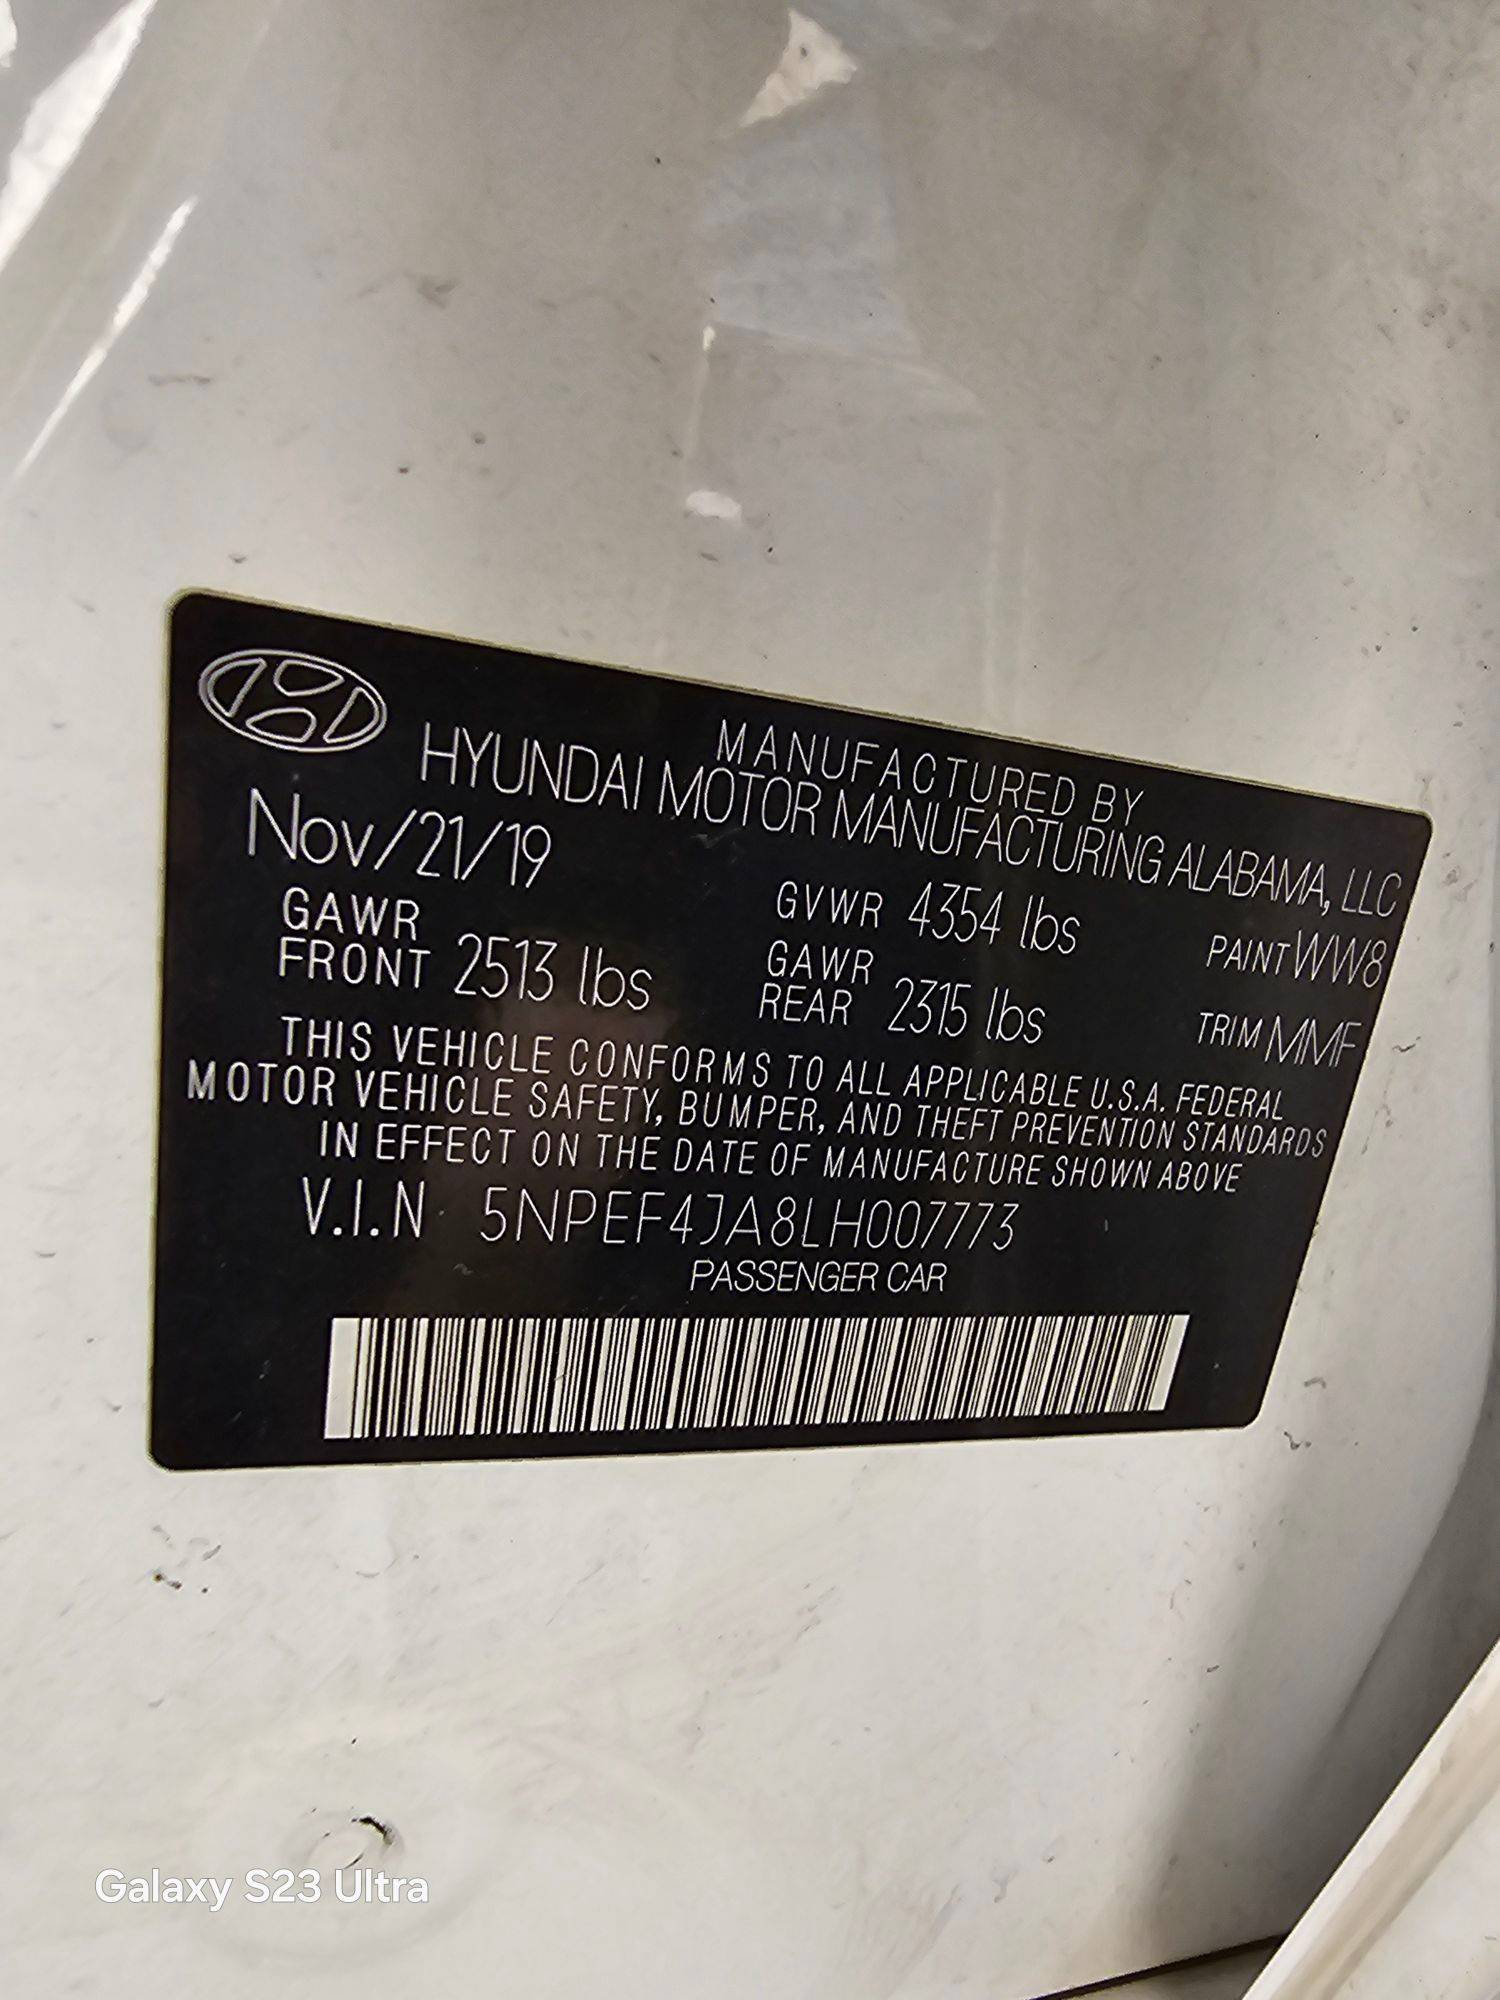 MANUFACTURED BY
HYUNDAI MOTOR MANUFACTURING ALABAMA, LLC
Nov/21/19
GVWR 4354 lbs
PAINT WW8
GAWR FRONT 2513 lbs
GAWR REAR 2315 lbs
TRIM MMF
THIS VEHICLE CONFORMS TO ALL APPLICABLE U.S.A. FEDERAL
MOTOR VEHICLE SAFETY, BUMPER, AND THEFT PREVENTION STANDARDS
IN EFFECT ON THE DATE OF MANUFACTURE SHOWN ABOVE
V.I.N 5NPEF4JA8LH007773
PASSENGER CAR
Galaxy S23 Ultra